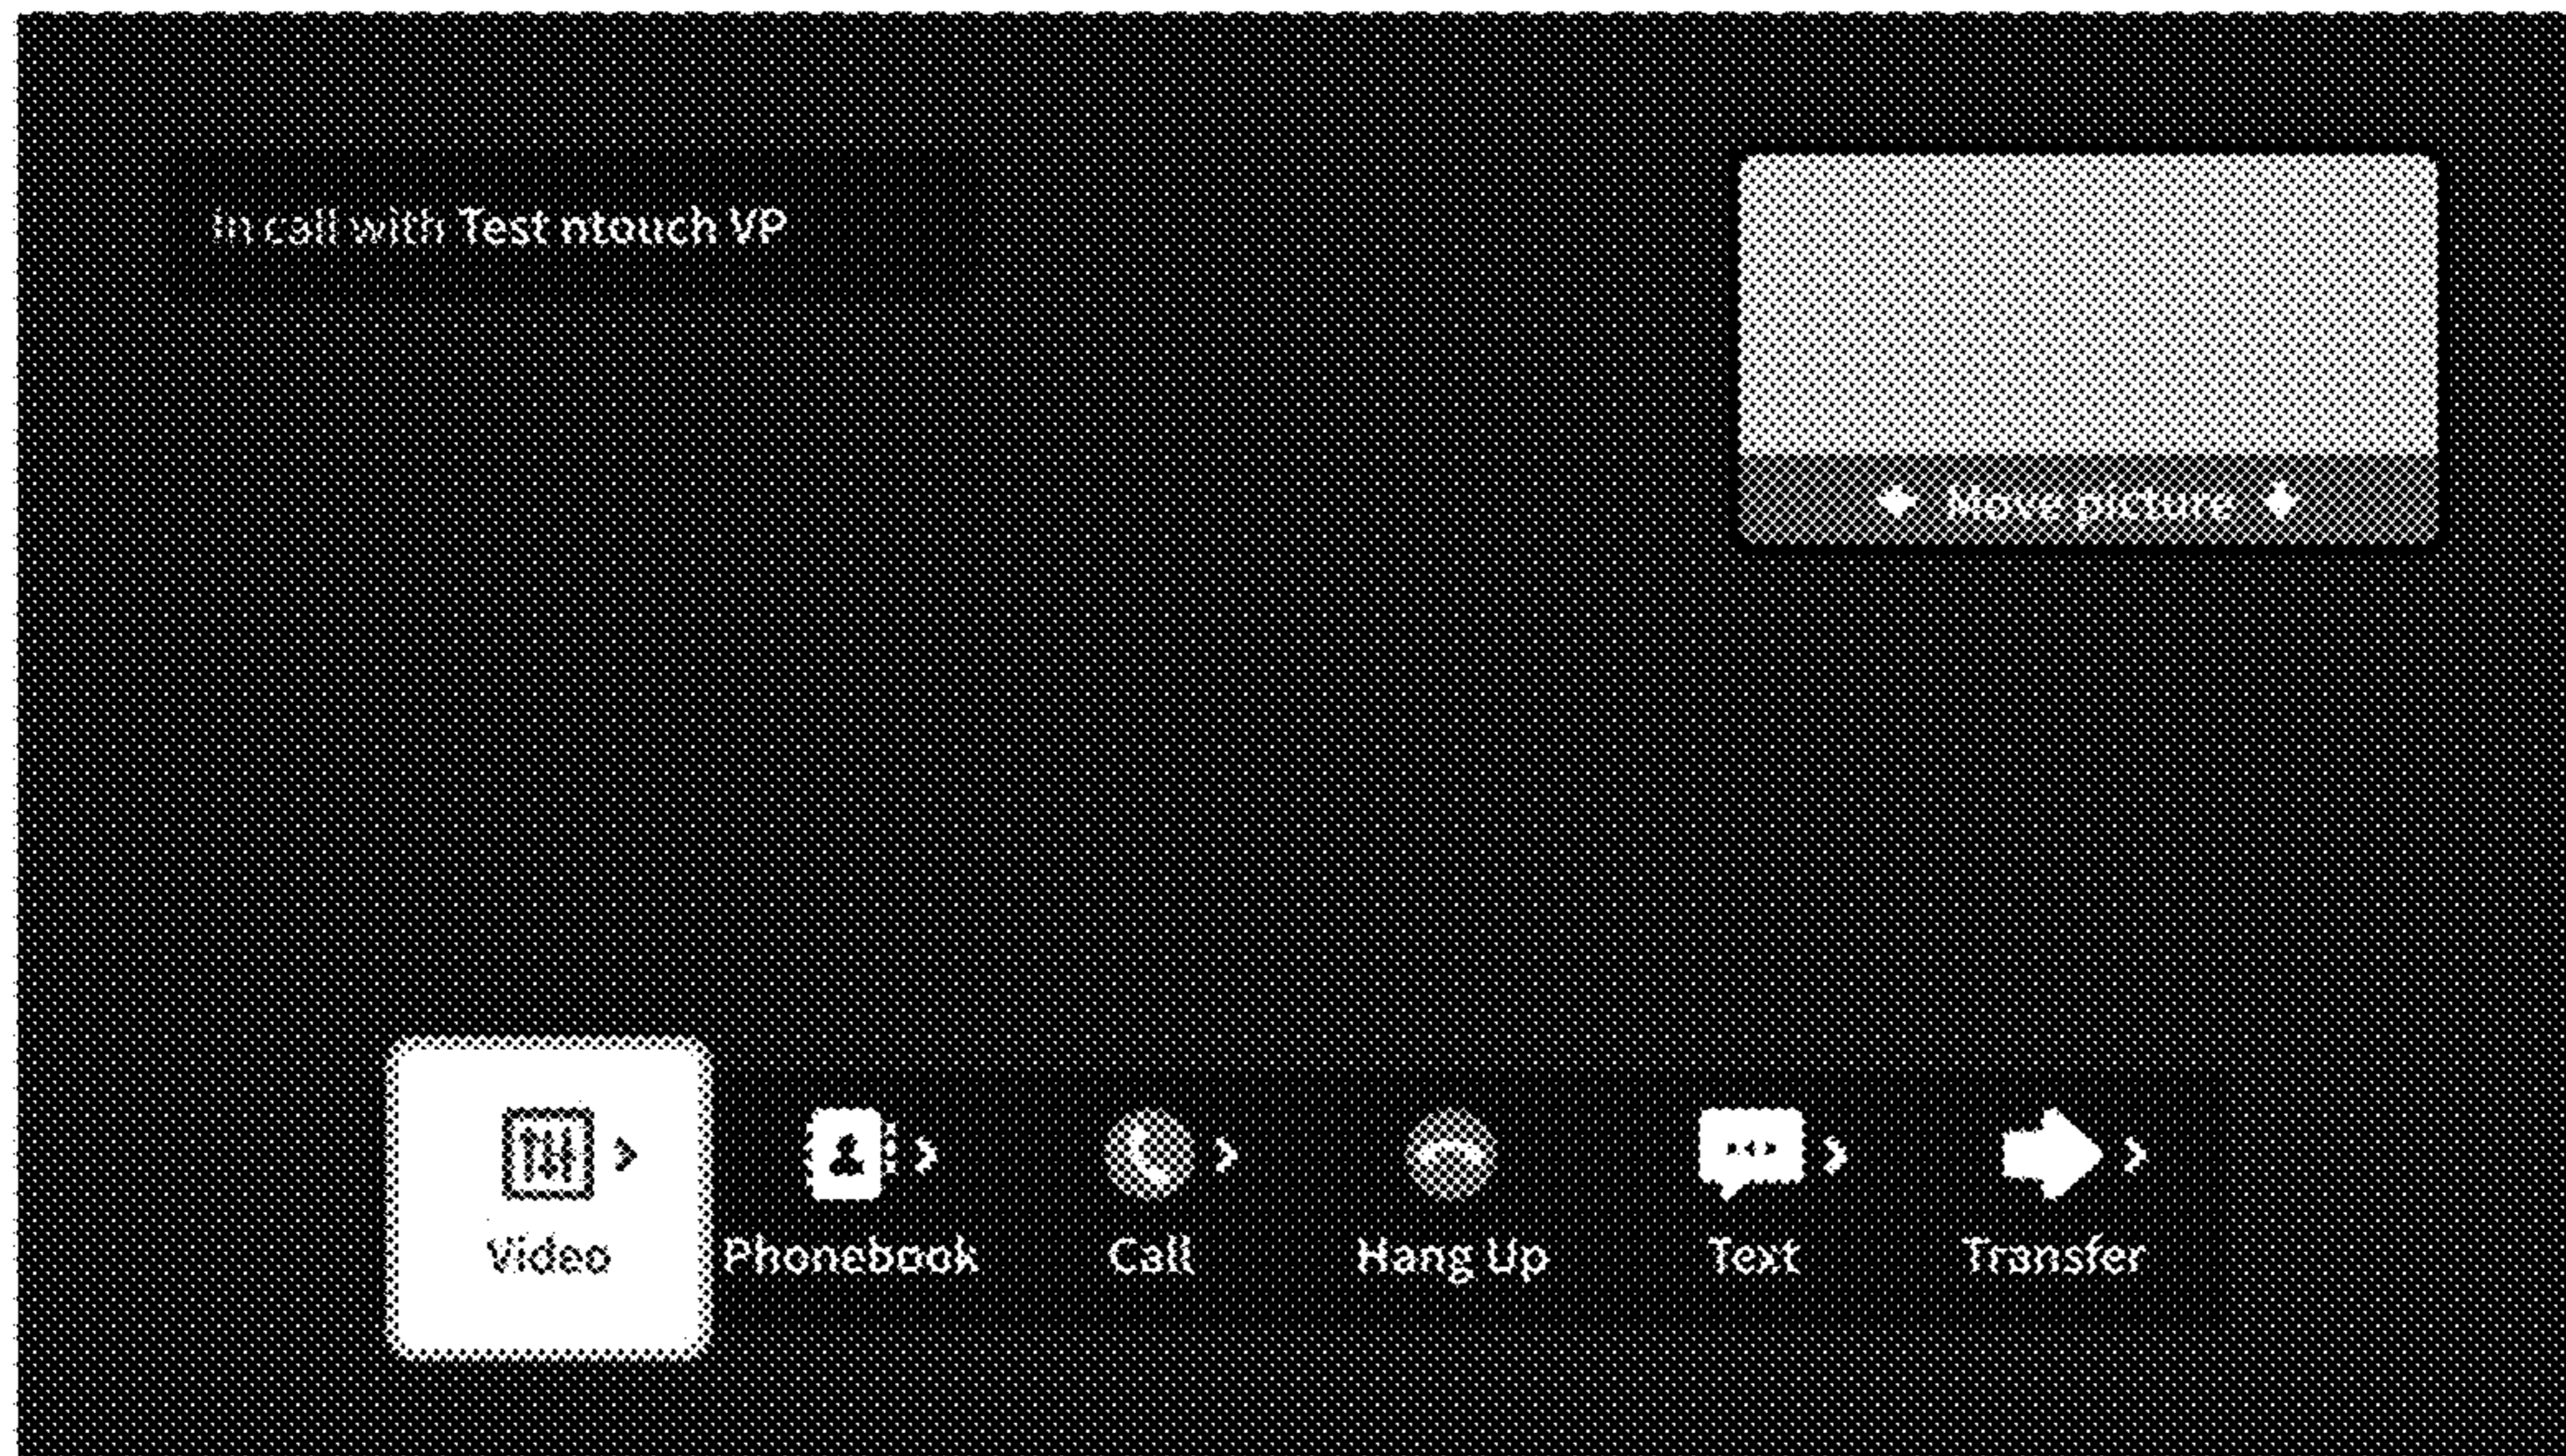 in call with Test ntouch VP
Move picture
Video
Phonebook
Call
Hang Up
Text
Transfer